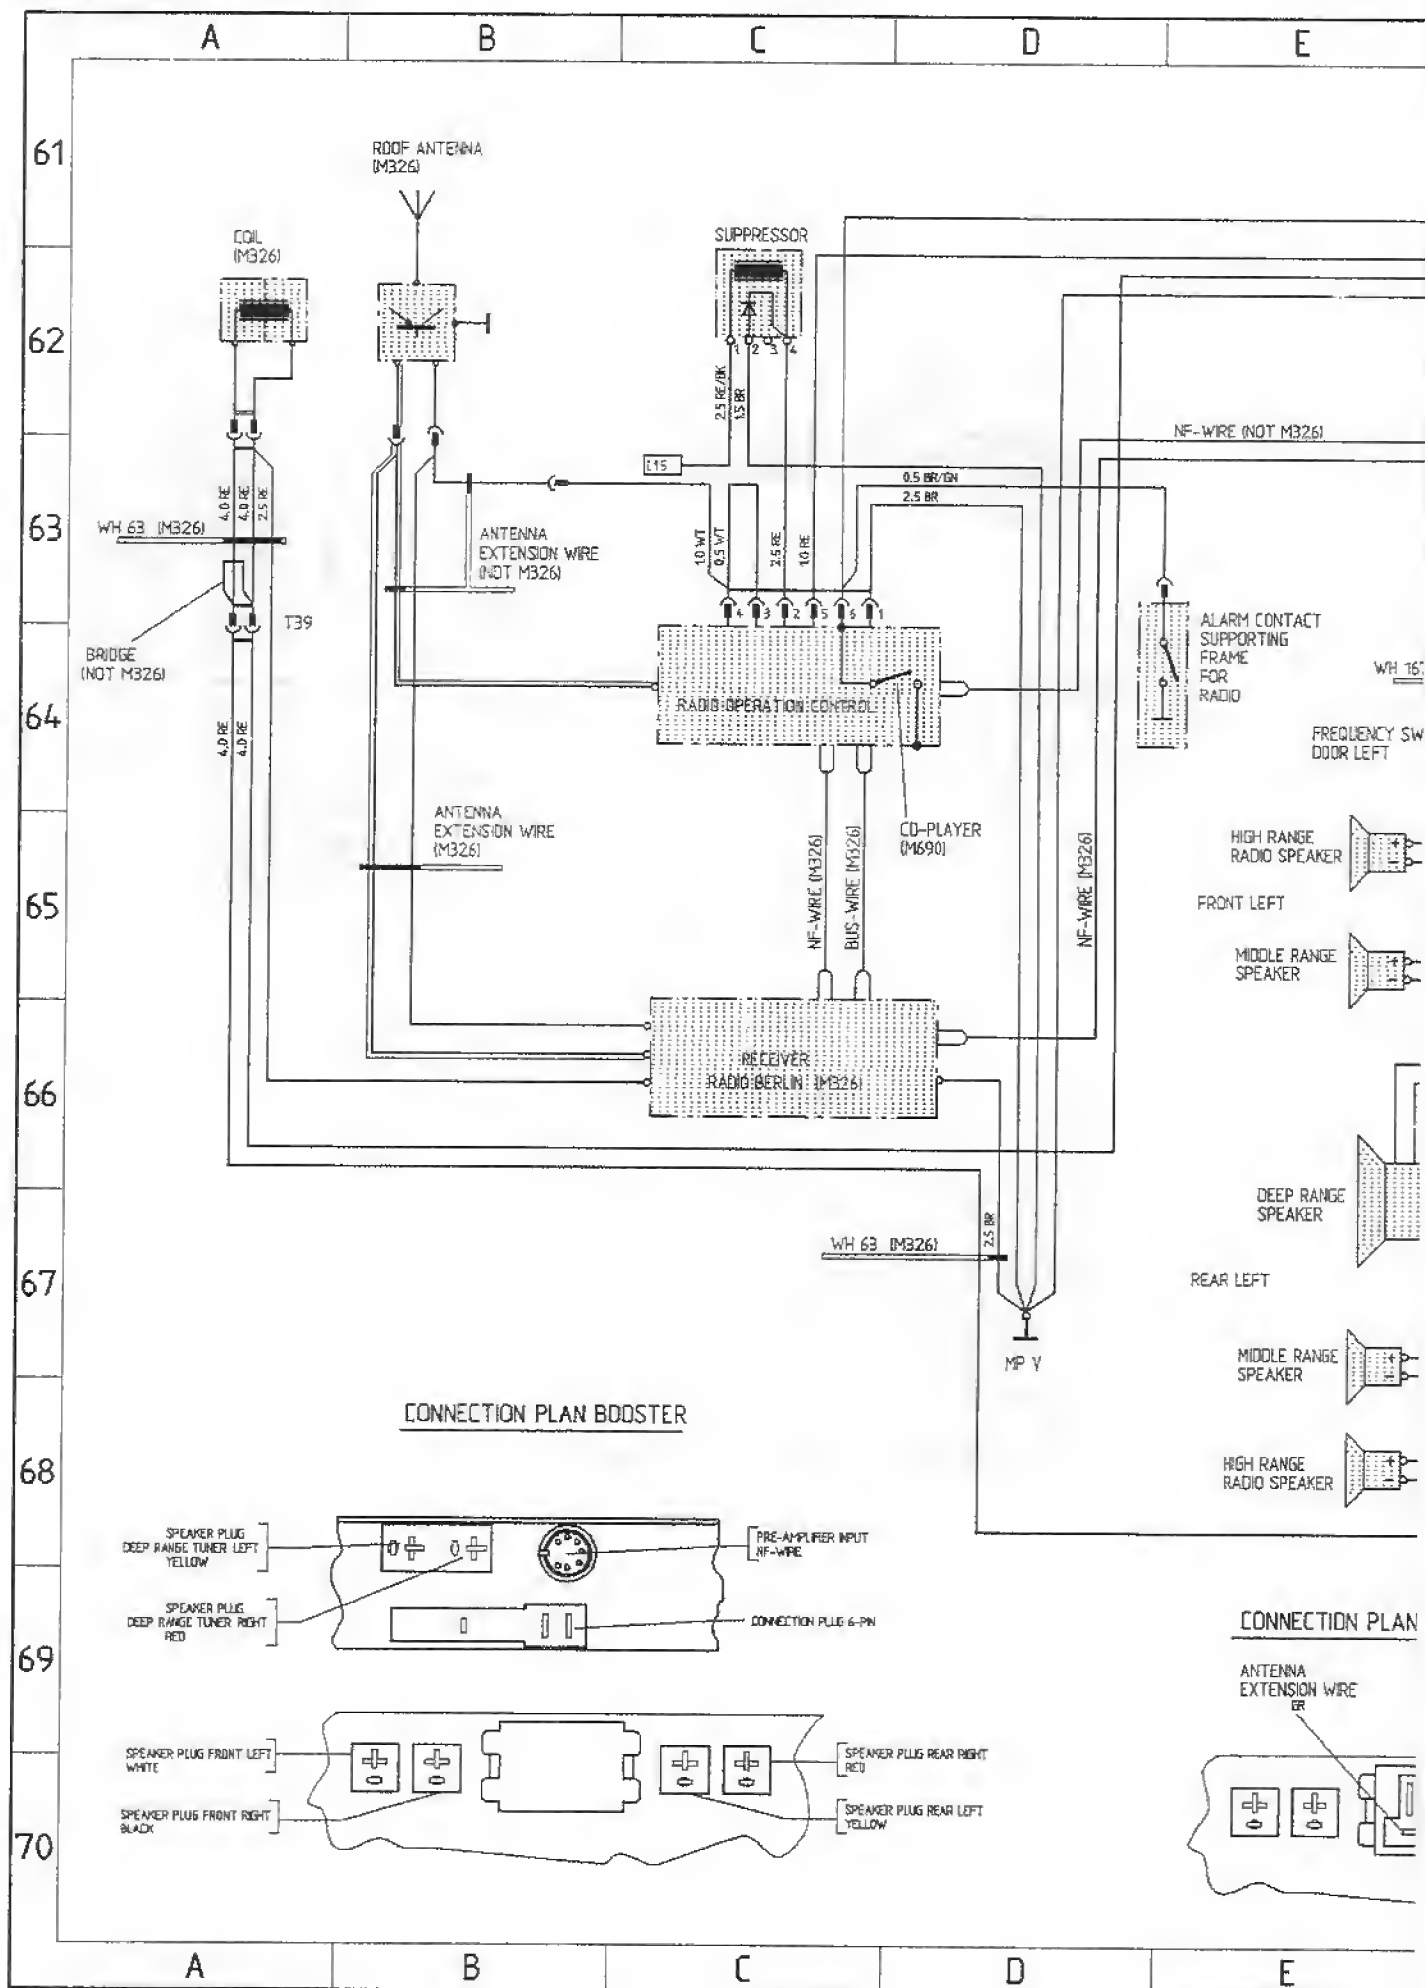 A
B
C
D
E
61
62
63
64
65
66
67
68
69
70
ROOF ANTENNA
(M326)
COIL
(M326)
SUPPRESSOR
1
2
3
4
2.5 RE/BK
1.5 BR
NF-WIRE (NOT M326)
0.5 BR/GN
2.5 BR
4.0 RE
4.0 RE
2.5 RE
WH 63 (M326)
ANTENNA
EXTENSION WIRE
(NOT M326)
1.0 WT
0.5 WT
2.5 RE
1.0 RE
4
3
2
5
6
1
T39
BRIDGE
(NOT M326)
ALARM CONTACT
SUPPORTING
FRAME
FOR
RADIO
WH 167
RADIO OPERATION CONTROL
4.0 RE
4.0 RE
FREQUENCY SW
DOOR LEFT
ANTENNA
EXTENSION WIRE
(M326)
CD-PLAYER
(M690)
NF-WIRE (M326)
BUS-WIRE (M326)
NF-WIRE (M326)
HIGH RANGE
RADIO SPEAKER
+
−
FRONT LEFT
MIDDLE RANGE
SPEAKER
+
−
RECEIVER
RADIO BERLIN (M326)
DEEP RANGE
SPEAKER
2.5 BR
WH 63 (M326)
REAR LEFT
MP V
MIDDLE RANGE
SPEAKER
+
−
HIGH RANGE
RADIO SPEAKER
+
−
CONNECTION PLAN BOOSTER
SPEAKER PLUG
DEEP RANGE TUNER LEFT
YELLOW
PRE-AMPLIFIER INPUT
NF-WIRE
SPEAKER PLUG
DEEP RANGE TUNER RIGHT
RED
CONNECTION PLUG 6-PIN
CONNECTION PLAN
ANTENNA
EXTENSION WIRE
SPEAKER PLUG FRONT LEFT
WHITE
SPEAKER PLUG REAR RIGHT
RED
SPEAKER PLUG FRONT RIGHT
BLACK
SPEAKER PLUG REAR LEFT
YELLOW
A
B
C
D
E